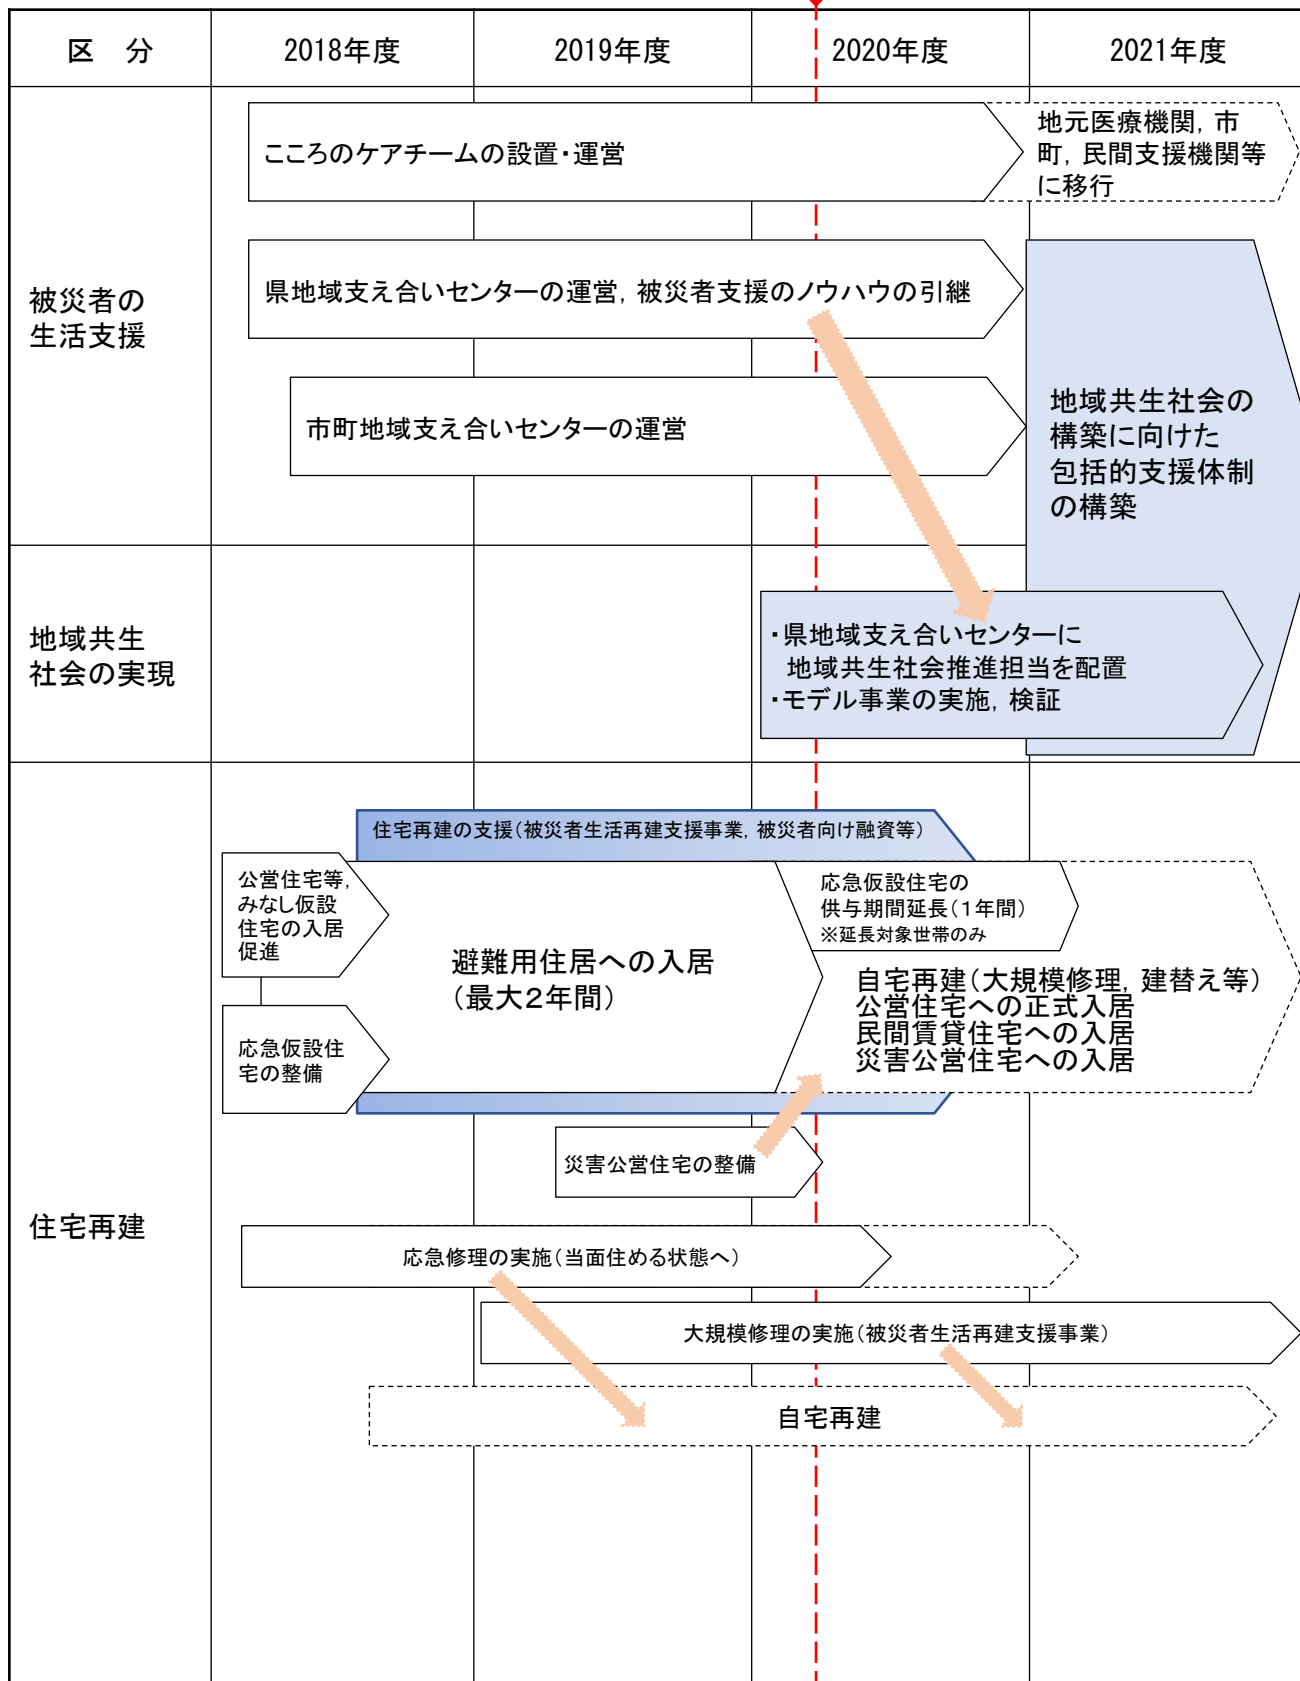 区　分
2018年度
2019年度
2020年度
2021年度
被災者の
生活支援
こころのケアチームの設置・運営
地元医療機関，市
町，民間支援機関等
に移行
県地域支え合いセンターの運営，被災者支援のノウハウの引継
市町地域支え合いセンターの運営
地域共生社会の
構築に向けた
包括的支援体制
の構築
地域共生
社会の実現
・県地域支え合いセンターに
地域共生社会推進担当を配置
・モデル事業の実施，検証
住宅再建
住宅再建の支援（被災者生活再建支援事業，被災者向け融資等）
公営住宅等，
みなし仮設
住宅の入居
促進
応急仮設住
宅の整備
避難用住居への入居
（最大２年間）
応急仮設住宅の
供与期間延長（１年間）
※延長対象世帯のみ
自宅再建（大規模修理，建替え等）
公営住宅への正式入居
民間賃貸住宅への入居
災害公営住宅への入居
災害公営住宅の整備
応急修理の実施（当面住める状態へ）
大規模修理の実施（被災者生活再建支援事業）
自宅再建